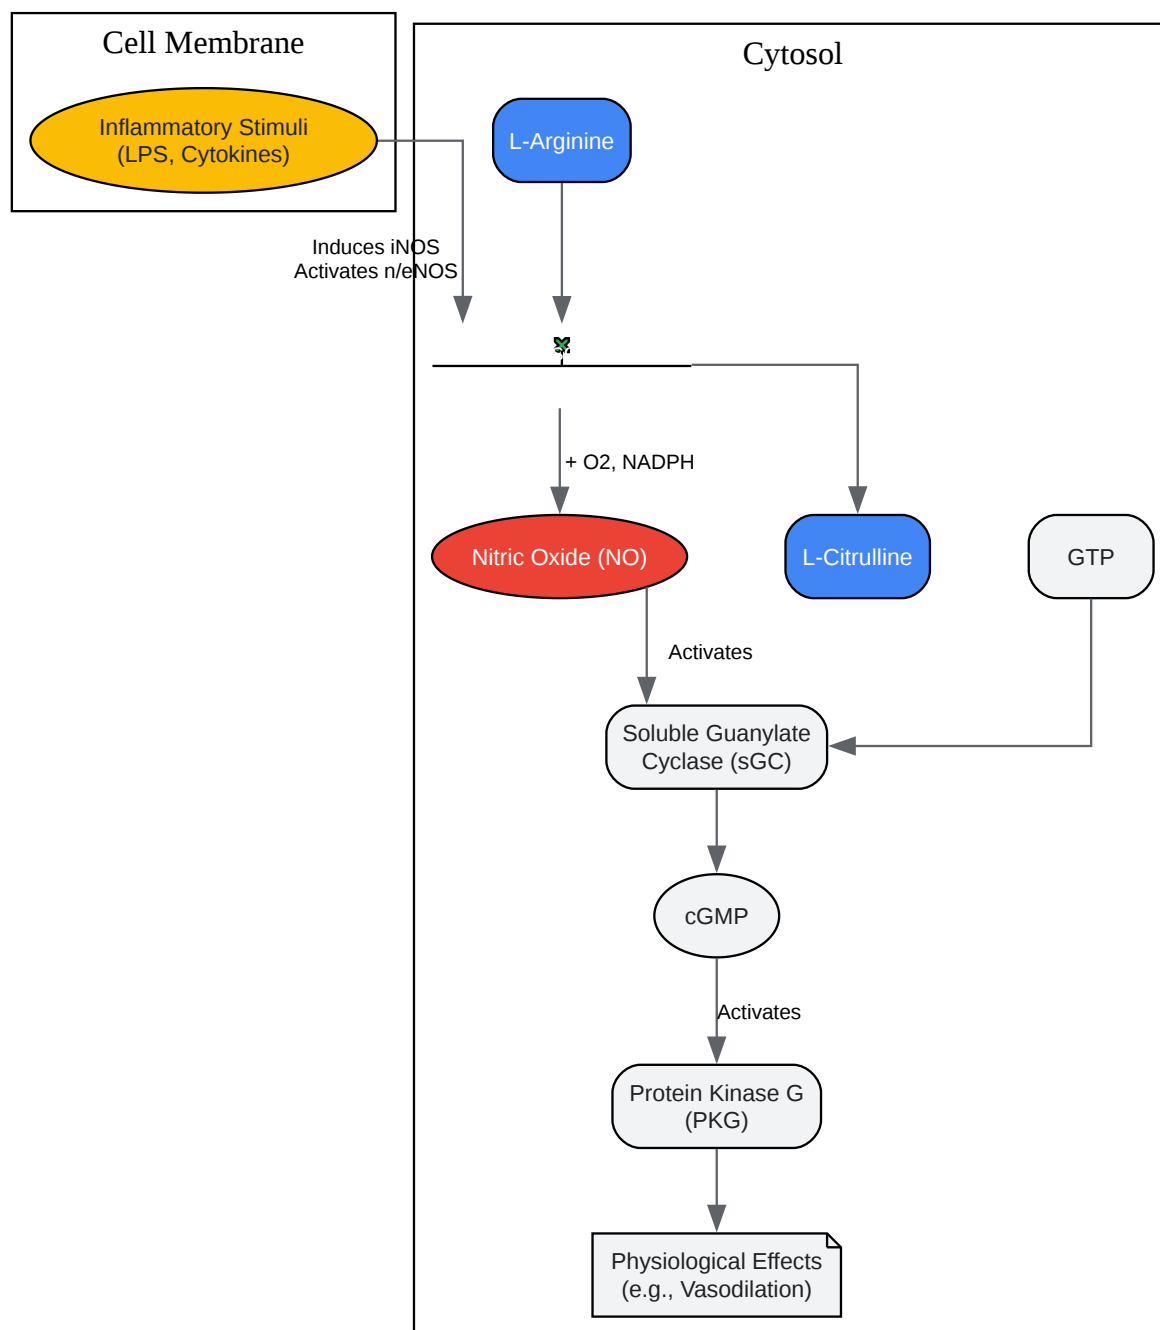 Cell Membrane
Cytosol
Inflammatory Stimuli
(LPS, Cytokines)
L-Arginine
Induces iNOS
Activates n/eNOS
+ O2, NADPH
Nitric Oxide (NO)
L-Citrulline
GTP
Activates
Soluble Guanylate
Cyclase (sGC)
cGMP
Activates
Protein Kinase G
(PKG)
Physiological Effects
(e.g., Vasodilation)